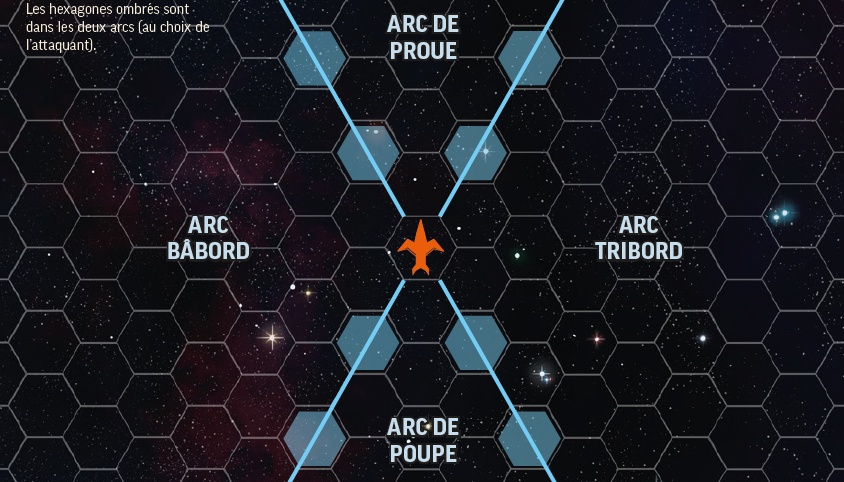 Les hexagones ombrés sont
dans les deux arcs (au choix de
l'attaquant).
ARC DE
PROUE
ARC
BÂBORD
ARC
TRIBORD
ARC DE
POUPE